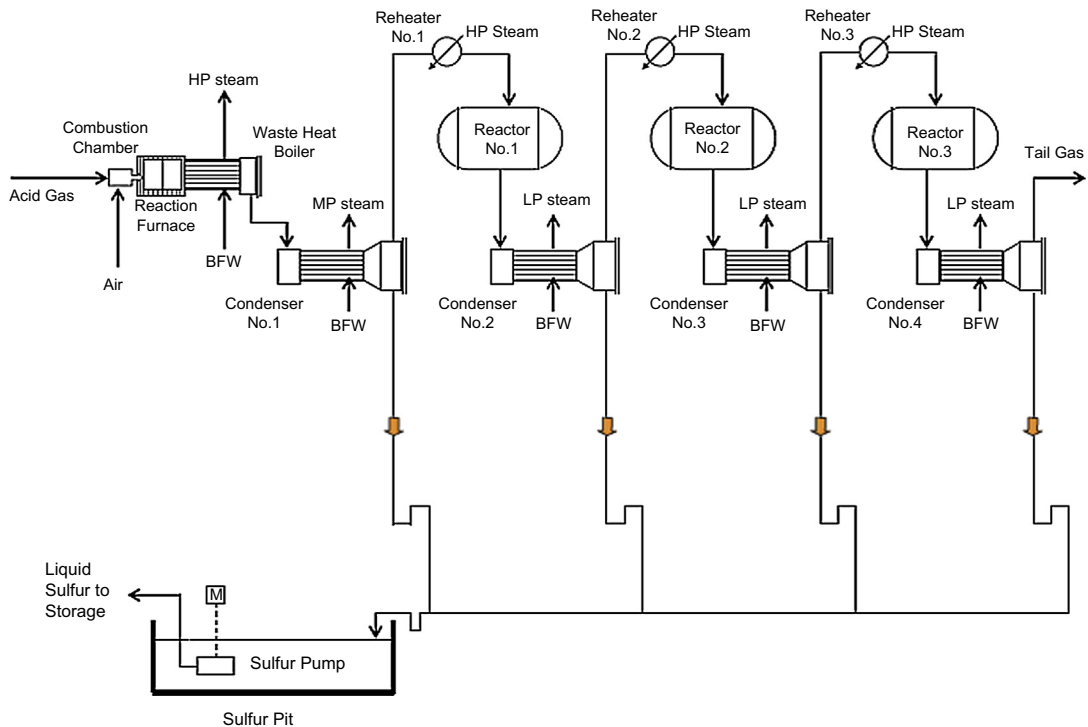 Reheater
No.1
HP Steam
Reheater
No.2
HP Steam
Reheater
No.3
HP Steam
HP steam
Combustion
Chamber
Waste Heat
Boiler
Reactor
No.1
Reactor
No.2
Reactor
No.3
Tail Gas
Acid Gas
Reaction
Furnace
MP steam
LP steam
LP steam
LP steam
BFW
Air
Condenser
No.1
BFW
Condenser
No.2
BFW
Condenser
No.3
BFW
Condenser
No.4
BFW
Liquid
Sulfur to
Storage
M
Sulfur Pump
Sulfur Pit